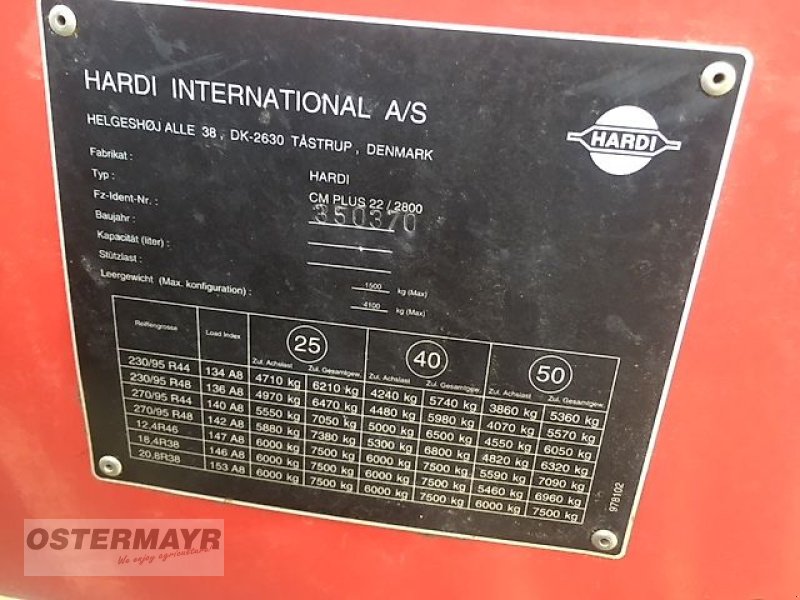 HARDI INTERNATIONAL A/S
HELGESHØJ ALLE 38, DK-2630 TÅSTRUP, DENMARK
HARDI
Fabrikat: HARDI
Typ: CM PLUS 22/2800
Fz-Ident-Nr.: 350370
Baujahr:
Kapacität (liter):
Stützlast: 1500 kg (Max)
Leergewicht (Max. konfiguration): 4100 kg (Max)
Reiffengrosse Load Index 25 40 50
Zul. Achslast Zul. Gesamtgew. Zul. Achslast Zul. Gesamtgew. Zul. Achslast Zul. Gesamtgew.
230/95 R44 134 A8 4710 kg 6210 kg 4240 kg 5740 kg 3860 kg 5360 kg
230/95 R48 136 A8 4970 kg 6470 kg 4480 kg 5980 kg 4070 kg 5570 kg
270/95 R44 140 A8 5550 kg 7050 kg 5000 kg 6500 kg 4550 kg 6050 kg
270/95 R48 142 A8 5880 kg 7380 kg 5300 kg 6800 kg 4820 kg 6320 kg
12,4R46 147 A8 6000 kg 7500 kg 6000 kg 7500 kg 5590 kg 7090 kg
18,4R38 146 A8 6000 kg 7500 kg 6000 kg 7500 kg 5460 kg 6960 kg
20,8R38 153 A8 6000 kg 7500 kg 6000 kg 7500 kg 6000 kg 7500 kg
978102
OSTERMAYR
We enjoy agriculture